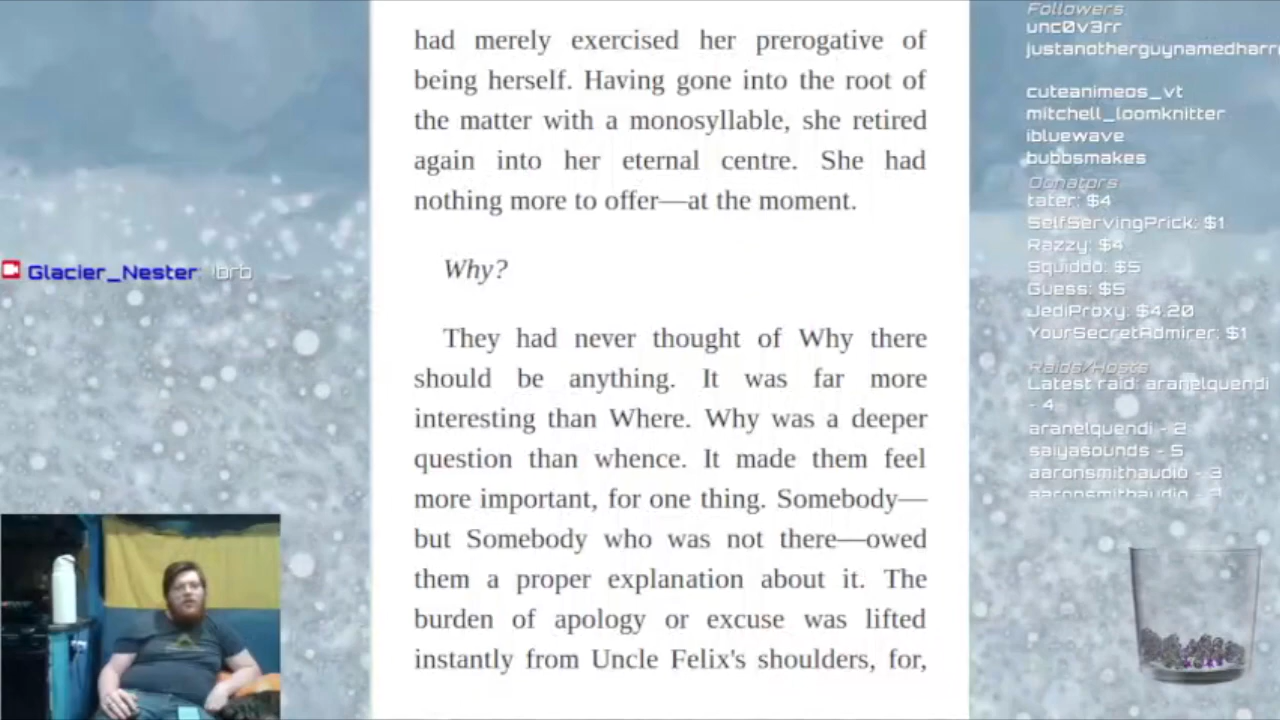 had merely exercised her prerogative of
being herself. Having gone into the root of
the matter with a monosyllable, she retired
again into her eternal centre. She had
nothing more to offer—at the moment.
Why?
They had never thought of Why there
should be anything. It was far more
interesting than Where. Why was a deeper
question than whence. It made them feel
more important, for one thing. Somebody—
but Somebody who was not there—owed
them a proper explanation about it. The
burden of apology or excuse was lifted
instantly from Uncle Felix's shoulders, for,
Glacier_Nester: !brb
Followers
unc0v3rr
justanotherguynamedharr
cuteanimeos_vt
mitchell_loomknitter
ibluewave
bubbsmakes
Donators
tater: $4
SelfServingPrick: $1
Razzy: $4
Squiddo: $5
Guess: $5
JediProxy: $4.20
YourSecretAdmirer: $1
Raids/Hosts
Latest raid: aranelquendi
- 4
aranelquendi - 2
saiyasounds - 5
aaronsmithaudio - 3
aaronsmithaudio - 3